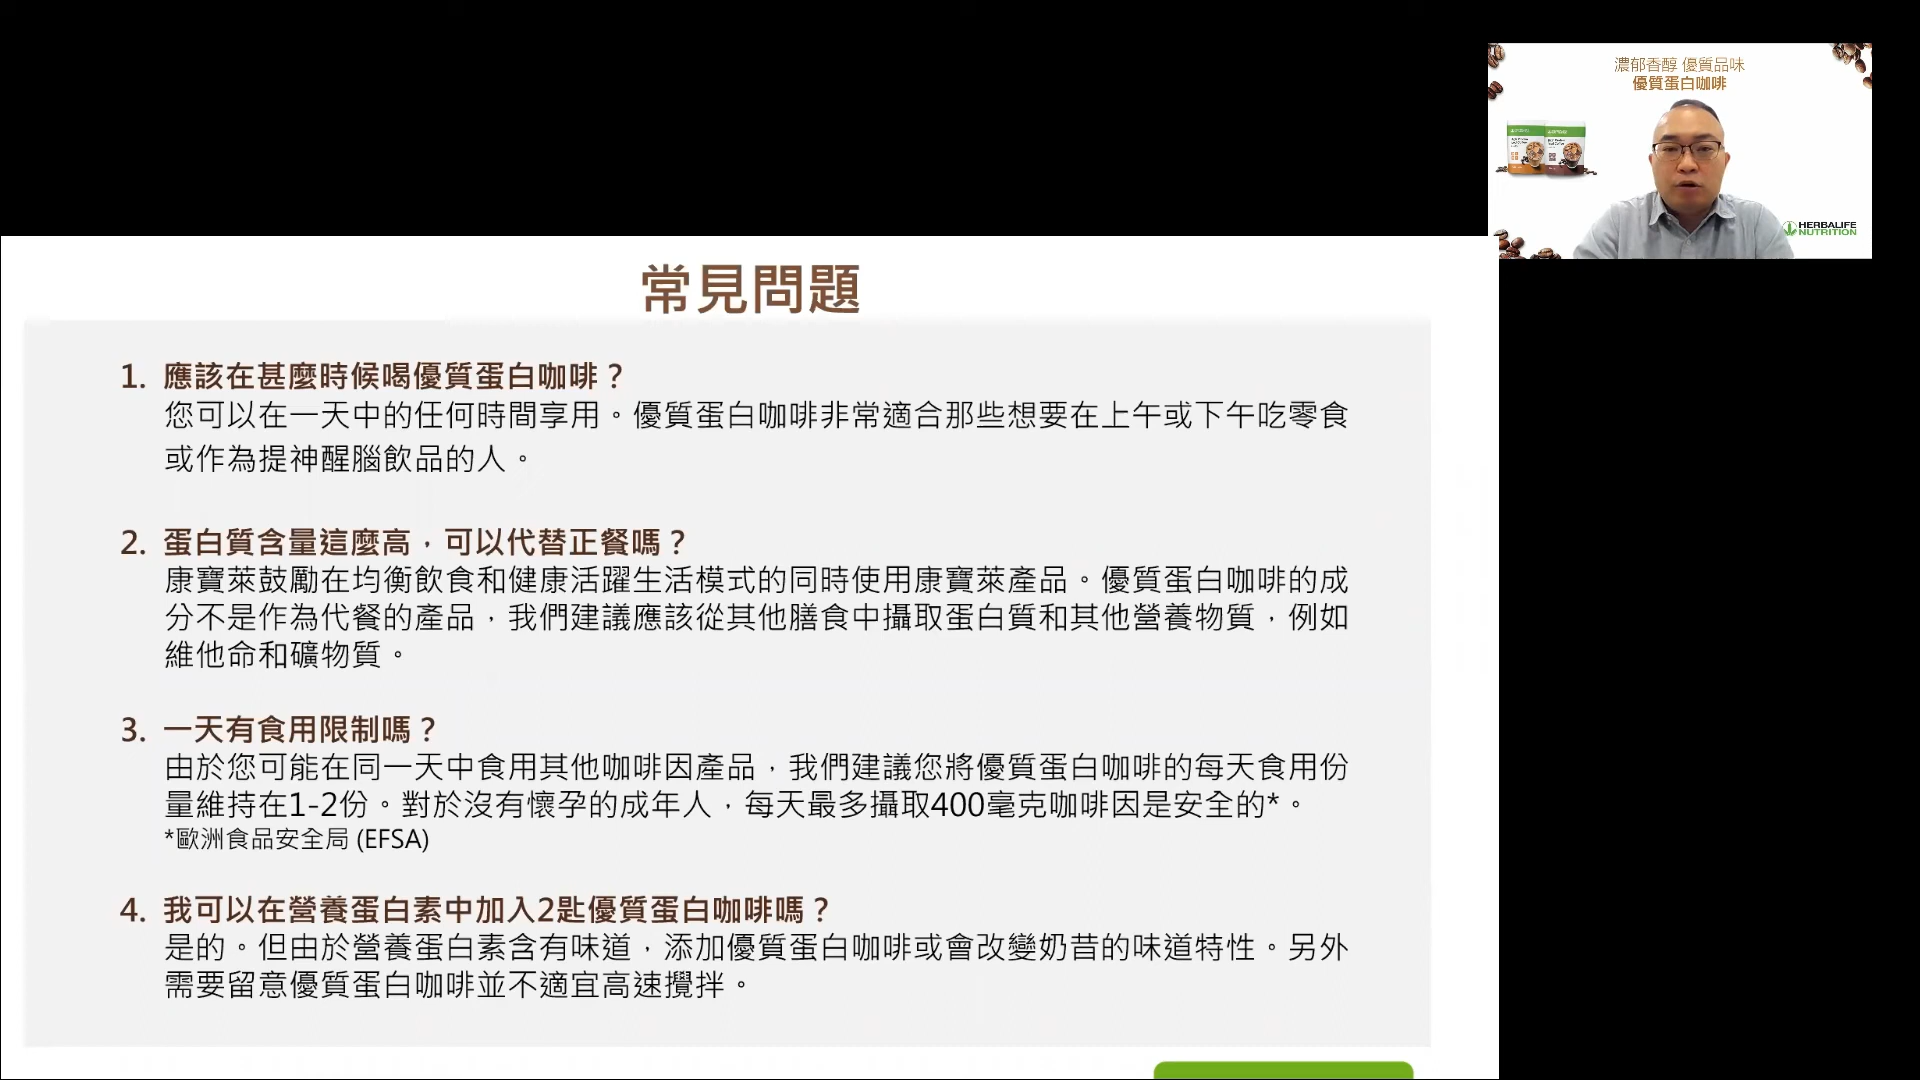 濃郁香醇 優質品味
優質蛋白咖啡
HERBALIFE
NUTRITION
常見問題
1. 應該在甚麼時候喝優質蛋白咖啡？
您可以在一天中的任何時間享用。優質蛋白咖啡非常適合那些想要在上午或下午吃零食
或作為提神醒腦飲品的人。
2. 蛋白質含量這麼高，可以代替正餐嗎？
康寶萊鼓勵在均衡飲食和健康活躍生活模式的同時使用康寶萊產品。優質蛋白咖啡的成
分不是作為代餐的產品，我們建議應該從其他膳食中攝取蛋白質和其他營養物質，例如
維他命和礦物質。
3. 一天有食用限制嗎？
由於您可能在同一天中食用其他咖啡因產品，我們建議您將優質蛋白咖啡的每天食用份
量維持在1-2份。對於沒有懷孕的成年人，每天最多攝取400毫克咖啡因是安全的*。
*歐洲食品安全局 (EFSA)
4. 我可以在營養蛋白素中加入2匙優質蛋白咖啡嗎？
是的。但由於營養蛋白素含有味道，添加優質蛋白咖啡或會改變奶昔的味道特性。另外
需要留意優質蛋白咖啡並不適宜高速攪拌。